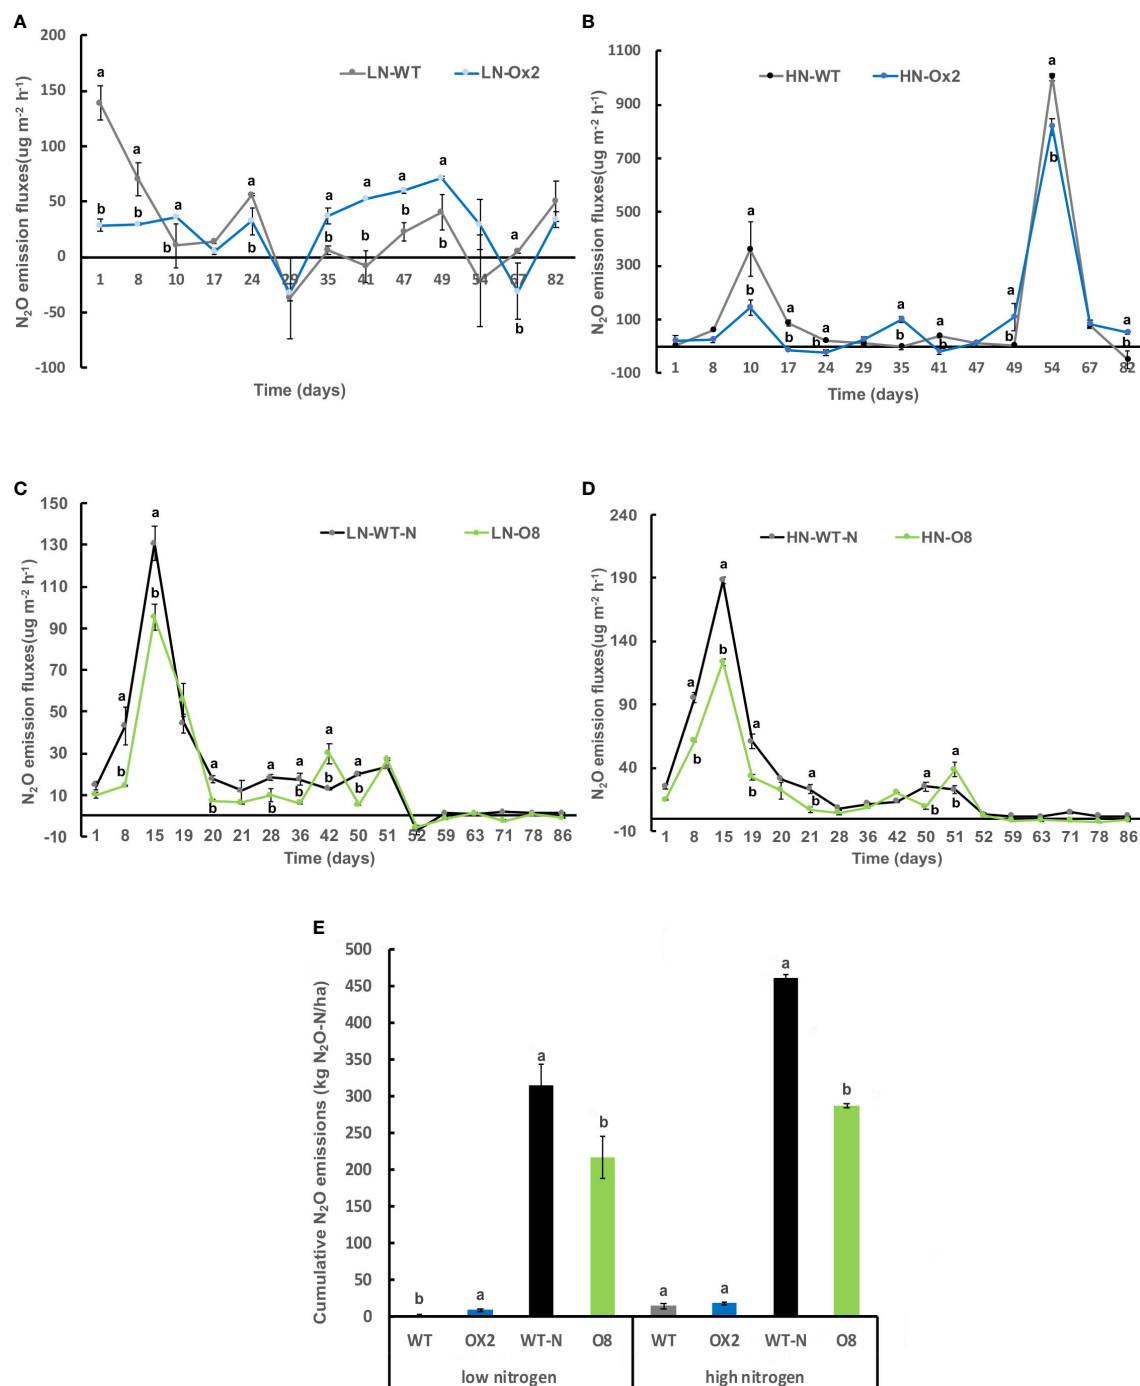 A
200
150
100
50
0
-50
-100
N2O emission fluxes(ug m-2 h-1)
LN-WT LN-Ox2
a
a
b
b
a
b
a
b
a
b
a
a
b
a
b
a
b
1 8 10 17 24 29 35 41 47 49 54 67 82
Time (days)
B
1100
900
700
500
300
100
-100
N2O emission fluxes(ug m-2 h-1)
HN-WT HN-Ox2
a
b
a
b
a
b
a
b
a
b
a
b
a
b
a
b
1 8 10 17 24 29 35 41 47 49 54 67 82
Time (days)
C
150
130
110
90
70
50
30
10
-10
N2O emission fluxes(ug m-2 h-1)
LN-WT-N LN-O8
a
b
a
b
a
b
a
b
a
b
a
b
a
b
1 8 15 19 20 21 28 36 42 50 51 52 59 63 71 78 86
Time (days)
D
240
190
140
90
40
-10
N2O emission fluxes(ug m-2 h-1)
HN-WT-N HN-O8
a
b
a
b
a
b
a
b
a
b
a
b
1 8 15 19 20 21 28 36 42 50 51 52 59 63 71 78 86
Time (days)
E
500
450
400
350
300
250
200
150
100
50
0
Cumulative N2O emissions (kg N2O-N/ha)
b a a b a a a b
WT OX2 WT-N O8 WT OX2 WT-N O8
low nitrogen high nitrogen